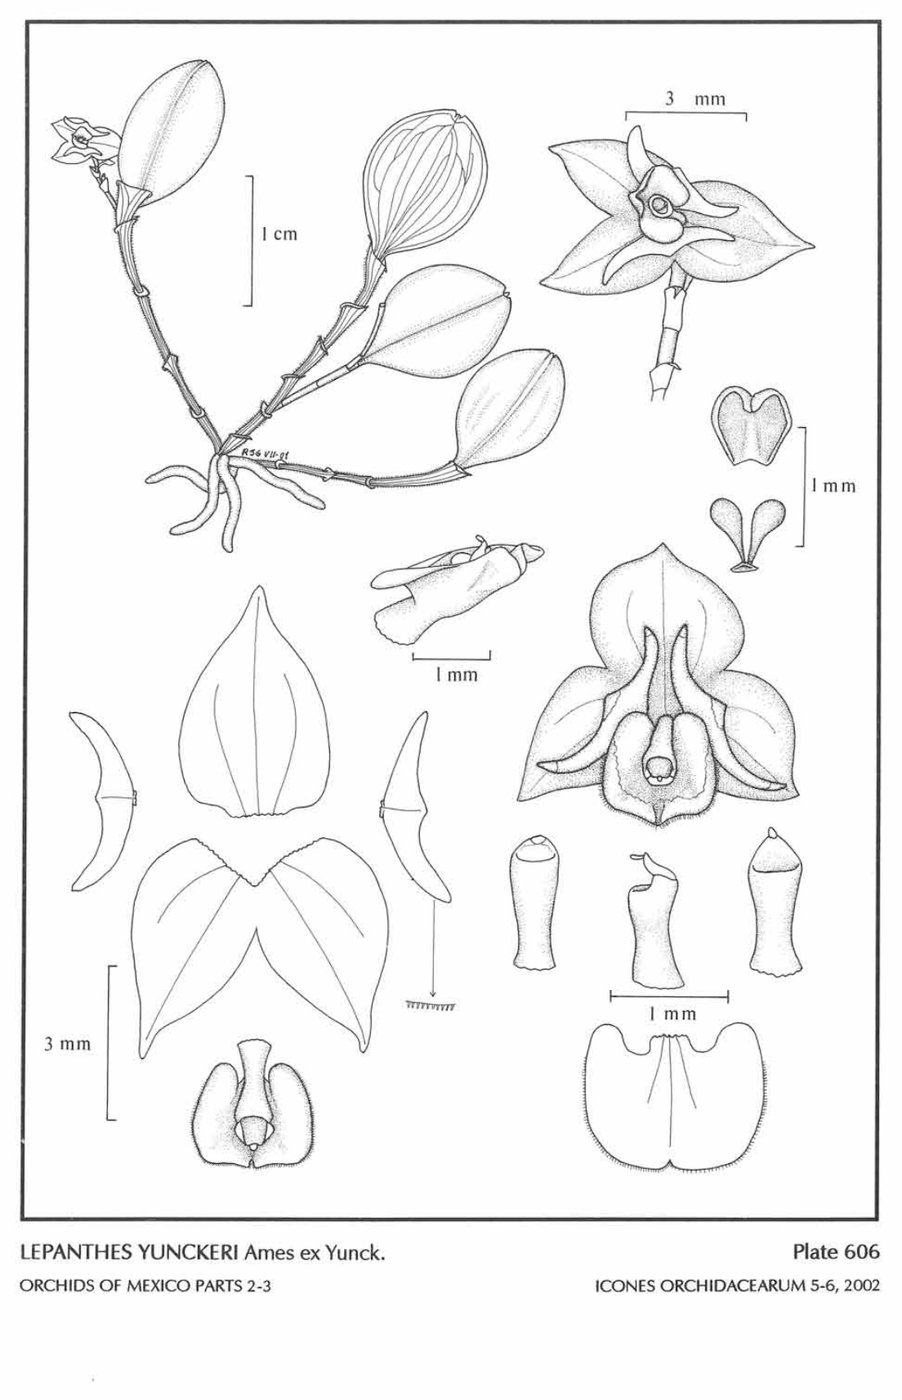 3 mm
1 cm
RSG VII-01
1 mm
1 mm
3 mm
1 mm
LEPANTHES YUNCKERI Ames ex Yunck.
Plate 606
ORCHIDS OF MEXICO PARTS 2-3
ICONES ORCHIDACEARUM 5-6, 2002